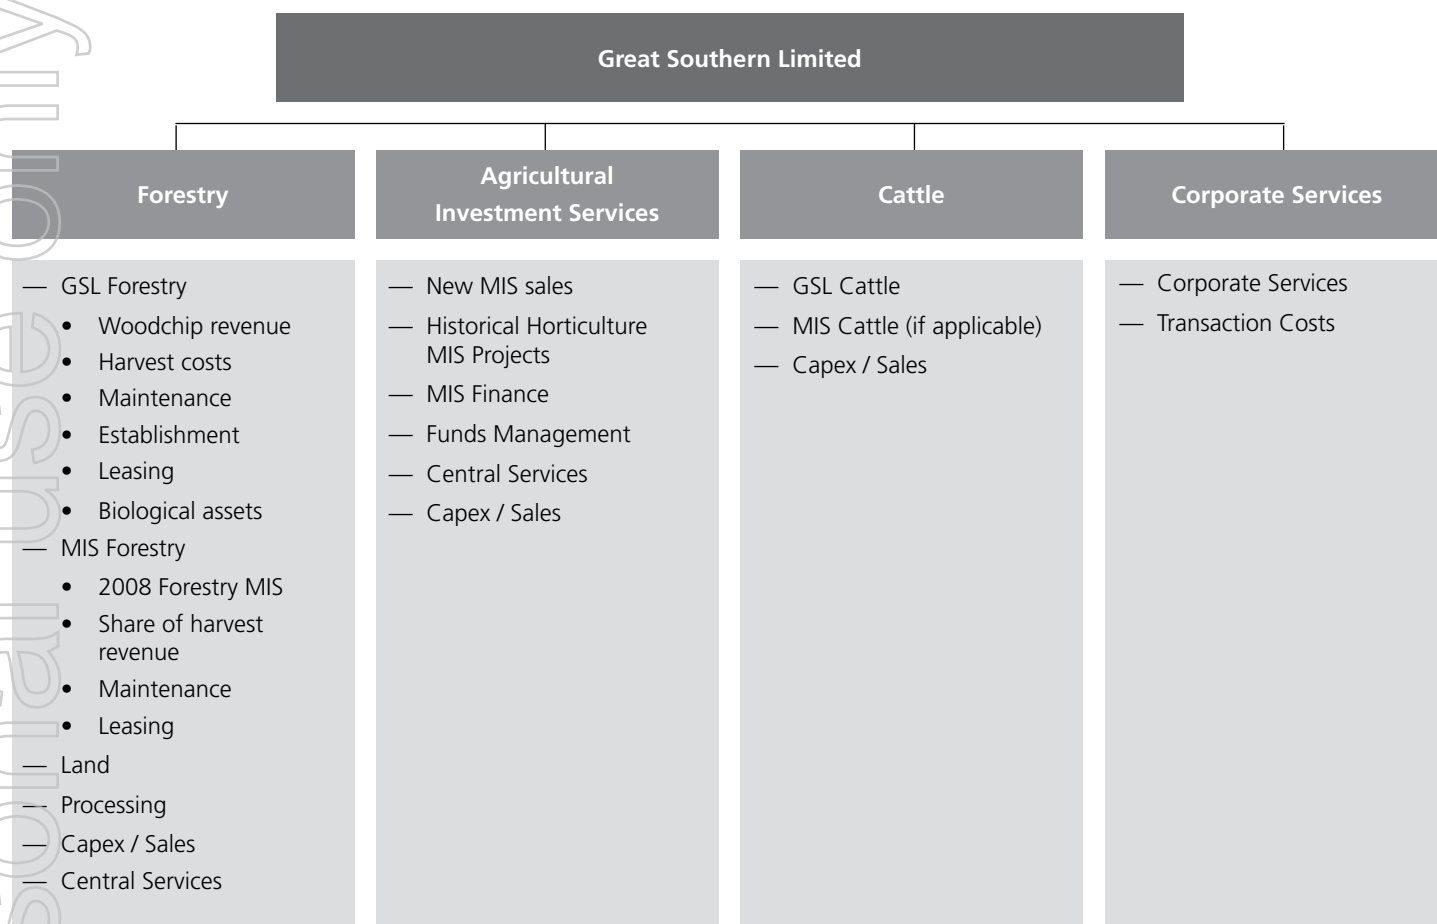 Great Southern Limited
Forestry
— GSL Forestry
• Woodchip revenue
• Harvest costs
• Maintenance
• Establishment
• Leasing
• Biological assets
— MIS Forestry
• 2008 Forestry MIS
• Share of harvest
revenue
• Maintenance
• Leasing
— Land
— Processing
— Capex / Sales
— Central Services
Agricultural
Investment Services
— New MIS sales
— Historical Horticulture
MIS Projects
— MIS Finance
— Funds Management
— Central Services
— Capex / Sales
Cattle
— GSL Cattle
— MIS Cattle (if applicable)
— Capex / Sales
Corporate Services
— Corporate Services
— Transaction Costs
sonal use only